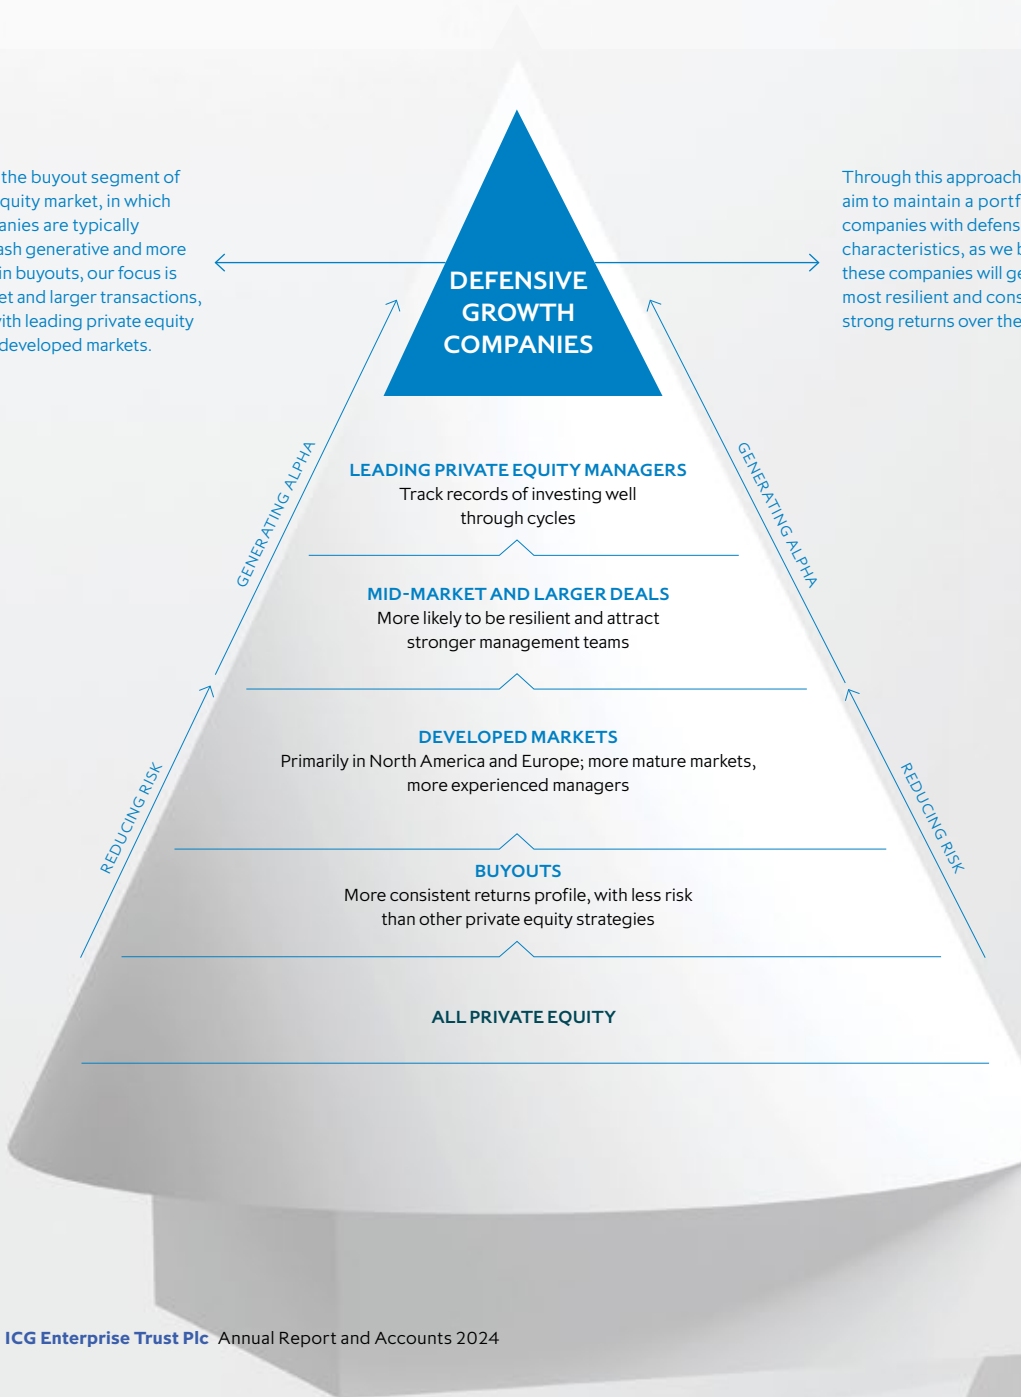 the buyout segment of
quity market, in which
anies are typically
ash generative and more
in buyouts, our focus is
et and larger transactions,
ith leading private equity
developed markets.
Through this approach
aim to maintain a portf
companies with defens
characteristics, as we b
these companies will ge
most resilient and cons
strong returns over the
DEFENSIVE
GROWTH
COMPANIES
GENERATING ALPHA
GENERATING ALPHA
LEADING PRIVATE EQUITY MANAGERS
Track records of investing well
through cycles
MID-MARKET AND LARGER DEALS
More likely to be resilient and attract
stronger management teams
REDUCING RISK
REDUCING RISK
DEVELOPED MARKETS
Primarily in North America and Europe; more mature markets,
more experienced managers
BUYOUTS
More consistent returns profile, with less risk
than other private equity strategies
ALL PRIVATE EQUITY
ICG Enterprise Trust Plc Annual Report and Accounts 2024